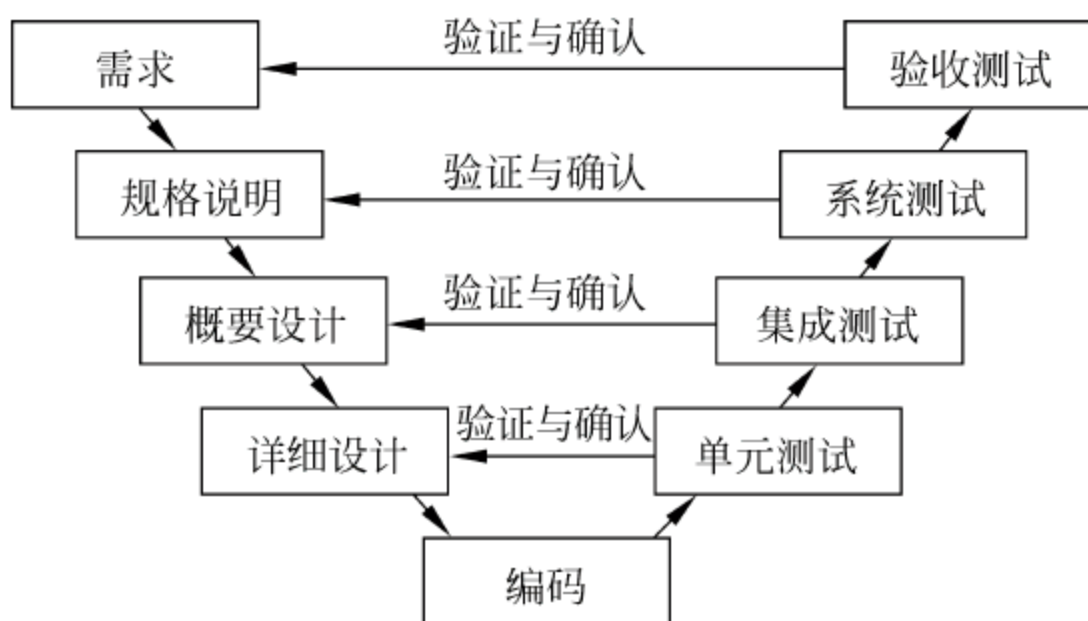 需求
验证与确认
验收测试
规格说明
验证与确认
系统测试
概要设计
验证与确认
集成测试
详细设计
验证与确认
单元测试
编码